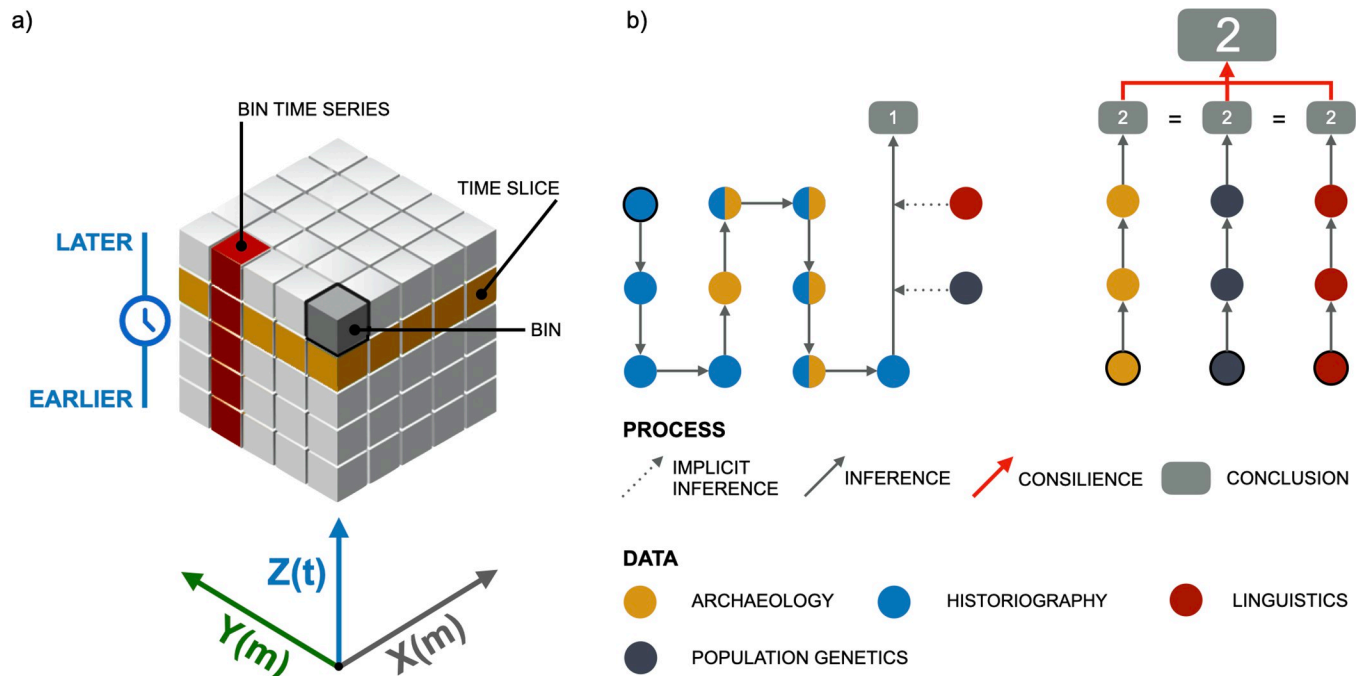 a)
BIN TIME SERIES
TIME SLICE
LATER
BIN
EARLIER
Z(t)
Y(m)
X(m)
b)
2
1
2 = 2 = 2
PROCESS
IMPLICIT
INFERENCE
INFERENCE
CONSILIENCE
CONCLUSION
DATA
ARCHAEOLOGY
HISTORIOGRAPHY
LINGUISTICS
POPULATION GENETICS